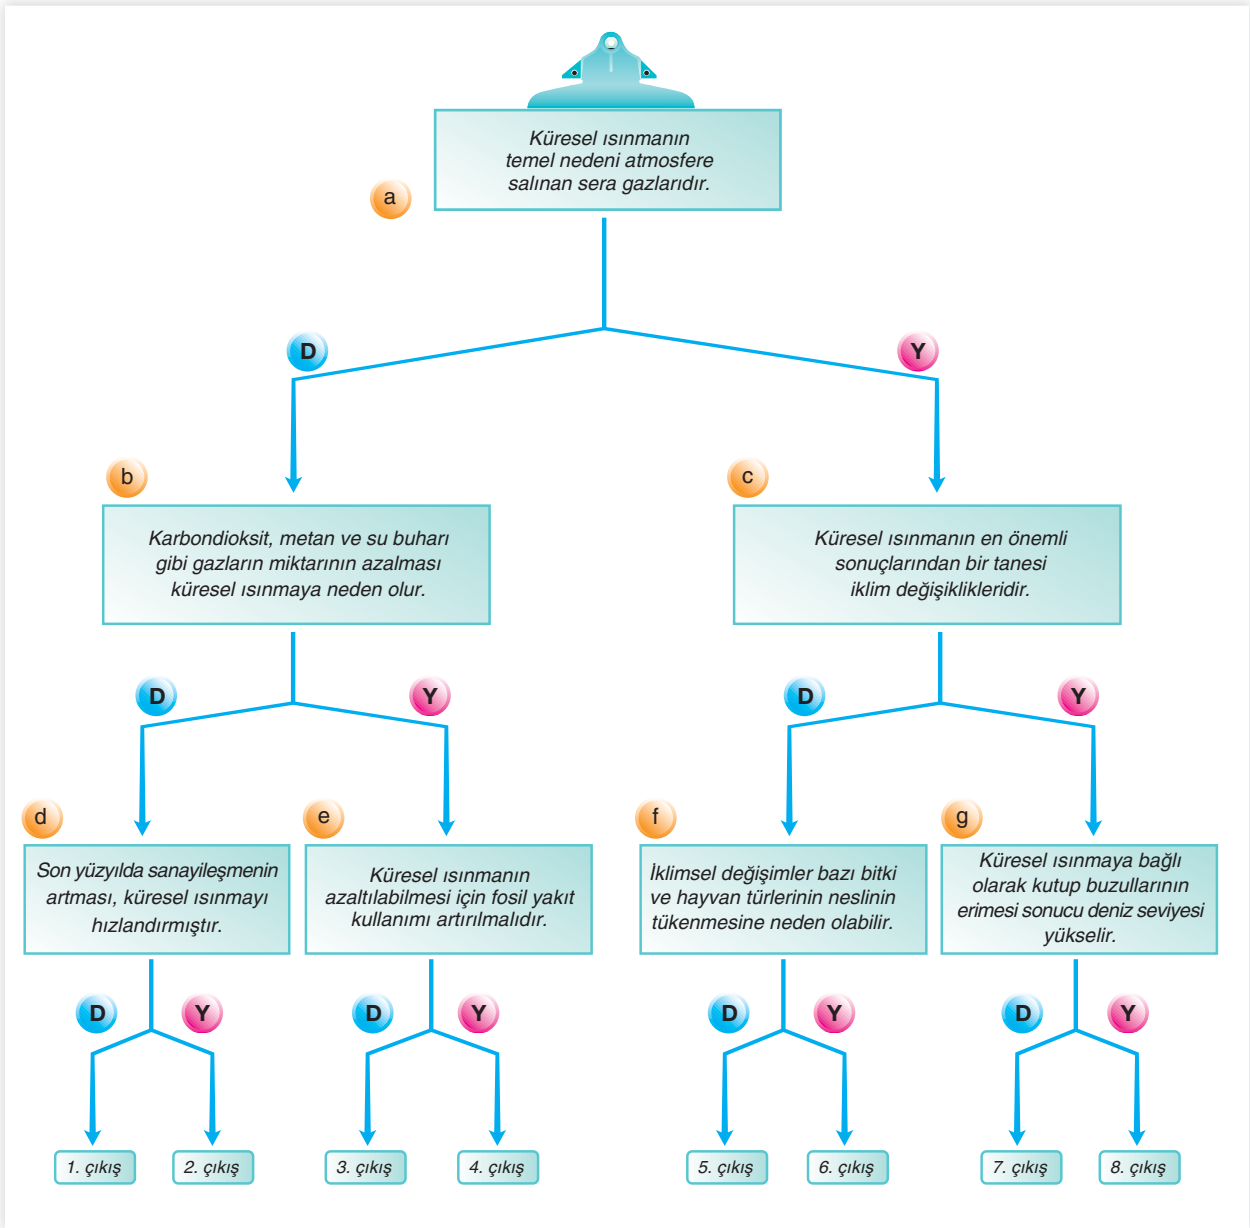 Küresel ısınmanın
temel nedeni atmosfere
salınan sera gazlarıdır.
a
D
Y
b
c
Karbondioksit, metan ve su buharı
gibi gazların miktarının azalması
küresel ısınmaya neden olur.
Küresel ısınmanın en önemli
sonuçlarından bir tanesi
iklim değişiklikleridir.
D
Y
D
Y
d
e
f
g
Son yüzyılda sanayileşmenin
artması, küresel ısınmayı
hızlandırmıştır.
Küresel ısınmanın
azaltılabilmesi için fosil yakıt
kullanımı artırılmalıdır.
İklimsel değişimler bazı bitki
ve hayvan türlerinin neslinin
tükenmesine neden olabilir.
Küresel ısınmaya bağlı
olarak kutup buzullarının
erimesi sonucu deniz seviyesi
yükselir.
D
Y
D
Y
D
Y
D
Y
1. çıkış
2. çıkış
3. çıkış
4. çıkış
5. çıkış
6. çıkış
7. çıkış
8. çıkış